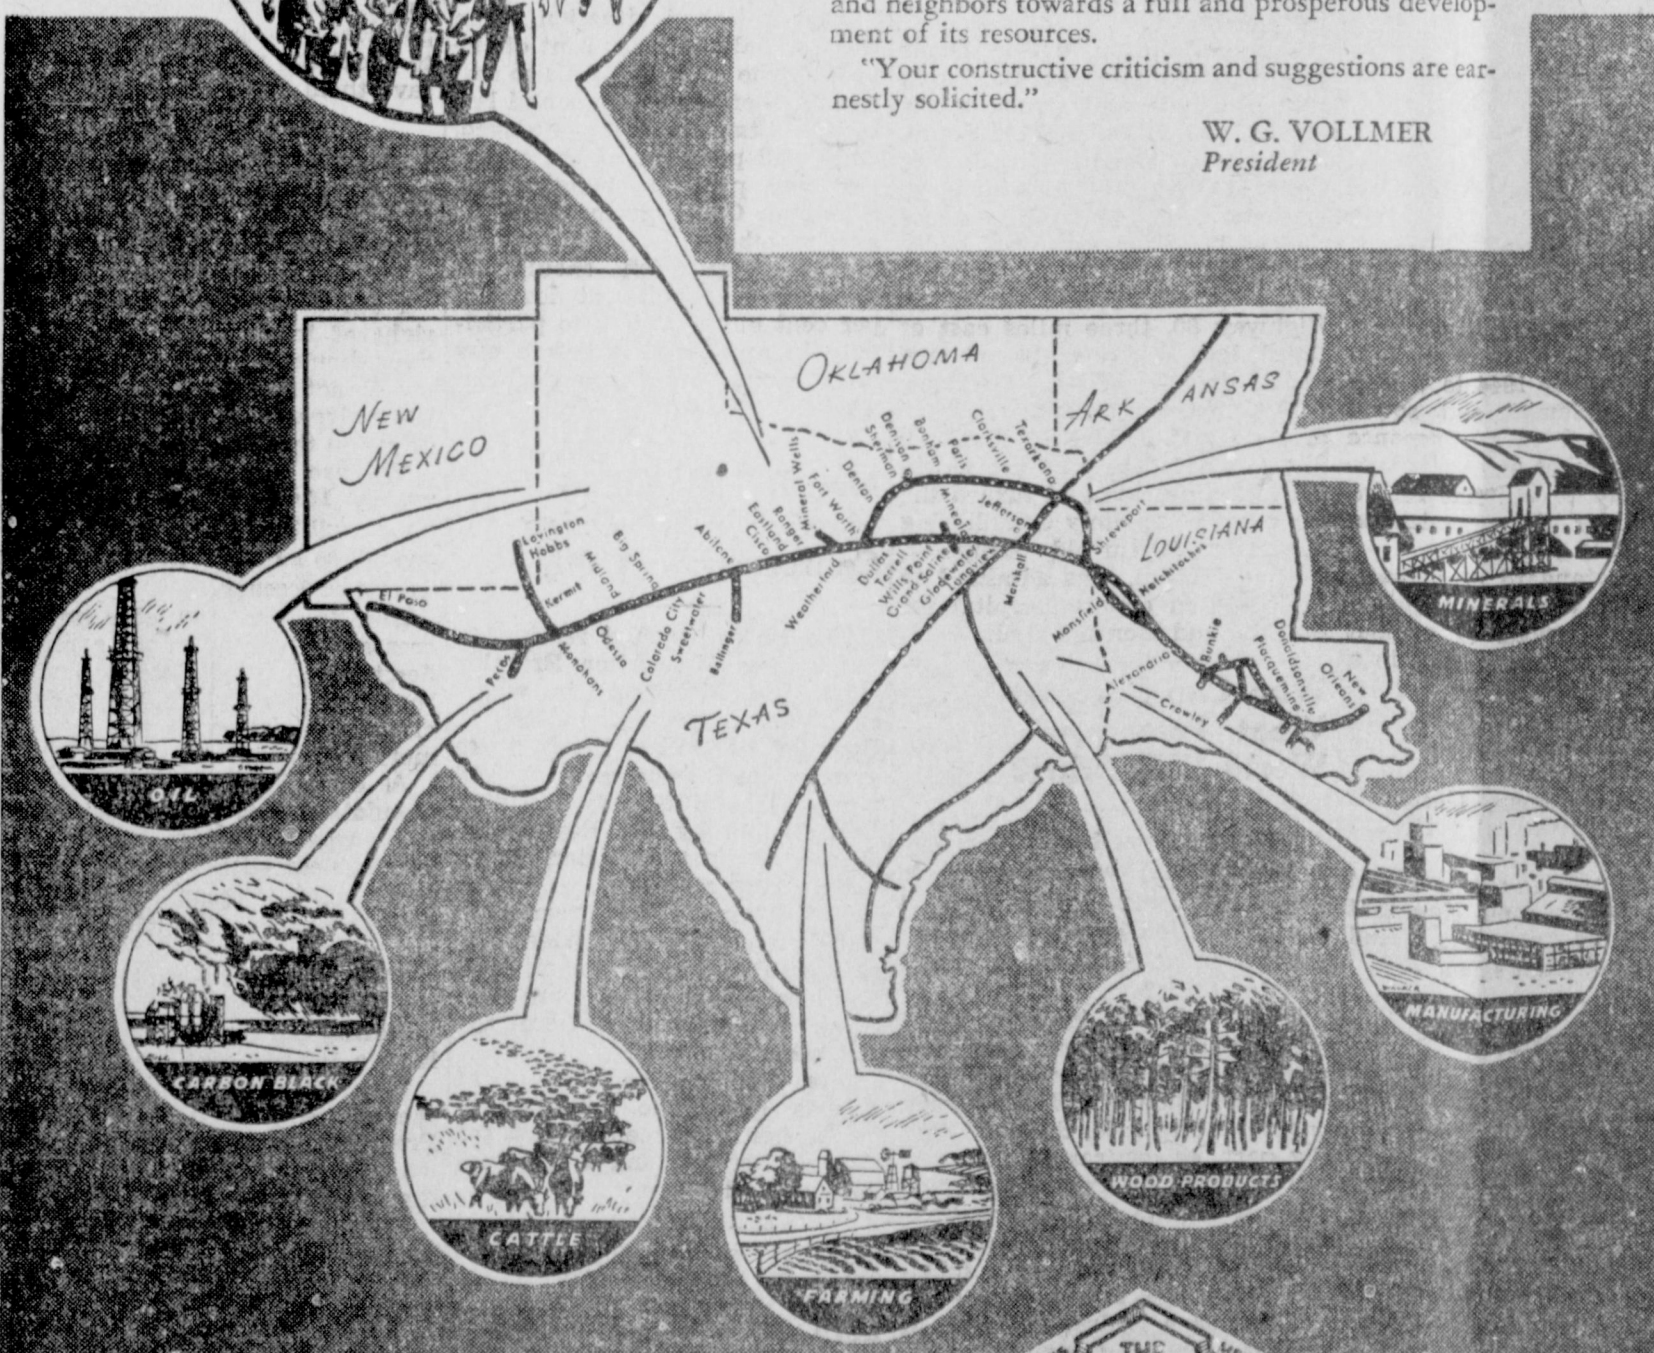 and neighbors towards a full and prosperous develop-
ment of its resources.
"Your constructive criticism and suggestions are ear-
nestly solicited."
W. G. VOLLMER
President
OKLAHOMA
ARK ANSAS
NEW
MEXICO
LOUISIANA
TEXAS
Lovington
Hobbs
Kermit
Midland
Big Spring
Abilene
Cisco
Eastland
Ranger
Mineral Wells
Fort Worth
Denton
Sherman
Denison
Bonham
Paris
Clarksville
Texarkana
Mineola
Jefferson
Shreveport
El Paso
Pecos
Monahans
Odessa
Colorado City
Sweetwater
Ballinger
Weatherford
Dallas
Terrell
Wills Point
Grand Saline
Gladewater
Longview
Marshall
Mansfield
Natchitoches
Alexandria
Bunkie
Crowley
Plaquemine
Donaldsonville
New
Orleans
MINERALS
OIL
CARBON BLACK
CATTLE
FARMING
WOOD PRODUCTS
MANUFACTURING
THE